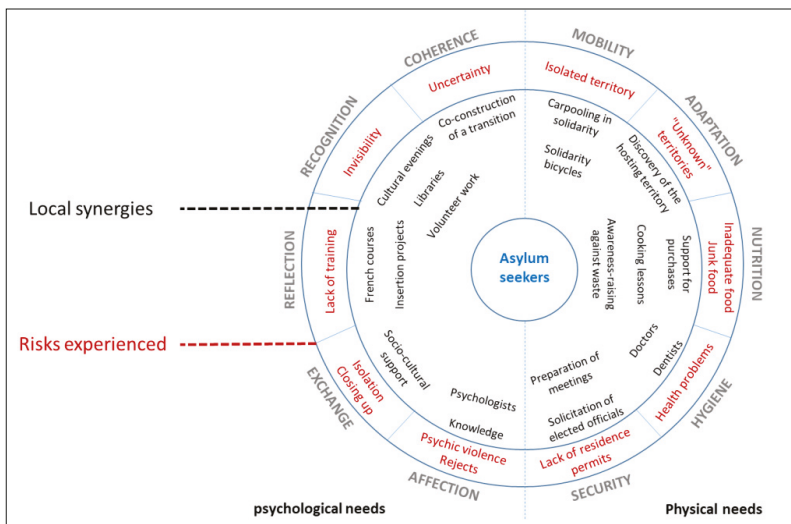 COHERENCE
MOBILITY
Uncertainty
Isolated territory
RECOGNITION
ADAPTATION
Invisibility
"Unknown"
territories
Co-construction
of a transition
Carpooling in
solidarity
Cultural evenings
Libraries
Volunteer work
Solidarity
bicycles
Discovery of the
hosting territory
Local synergies
REFLECTION
Lack of training
French courses
Insertion projects
Asylum
seekers
Awareness-raising
against waste
Cooking lessons
Support for
purchases
Inadequate food
Junk food
NUTRITION
Risks experienced
EXCHANGE
Isolation
Closing up
Socio-cultural
support
Psychologists
Knowledge
Preparation of
meetings
Solicitation of
elected officials
Doctors
Dentists
Health problems
HYGIENE
Psychic violence
Rejects
Lack of residence
permits
AFFECTION
SECURITY
psychological needs
Physical needs